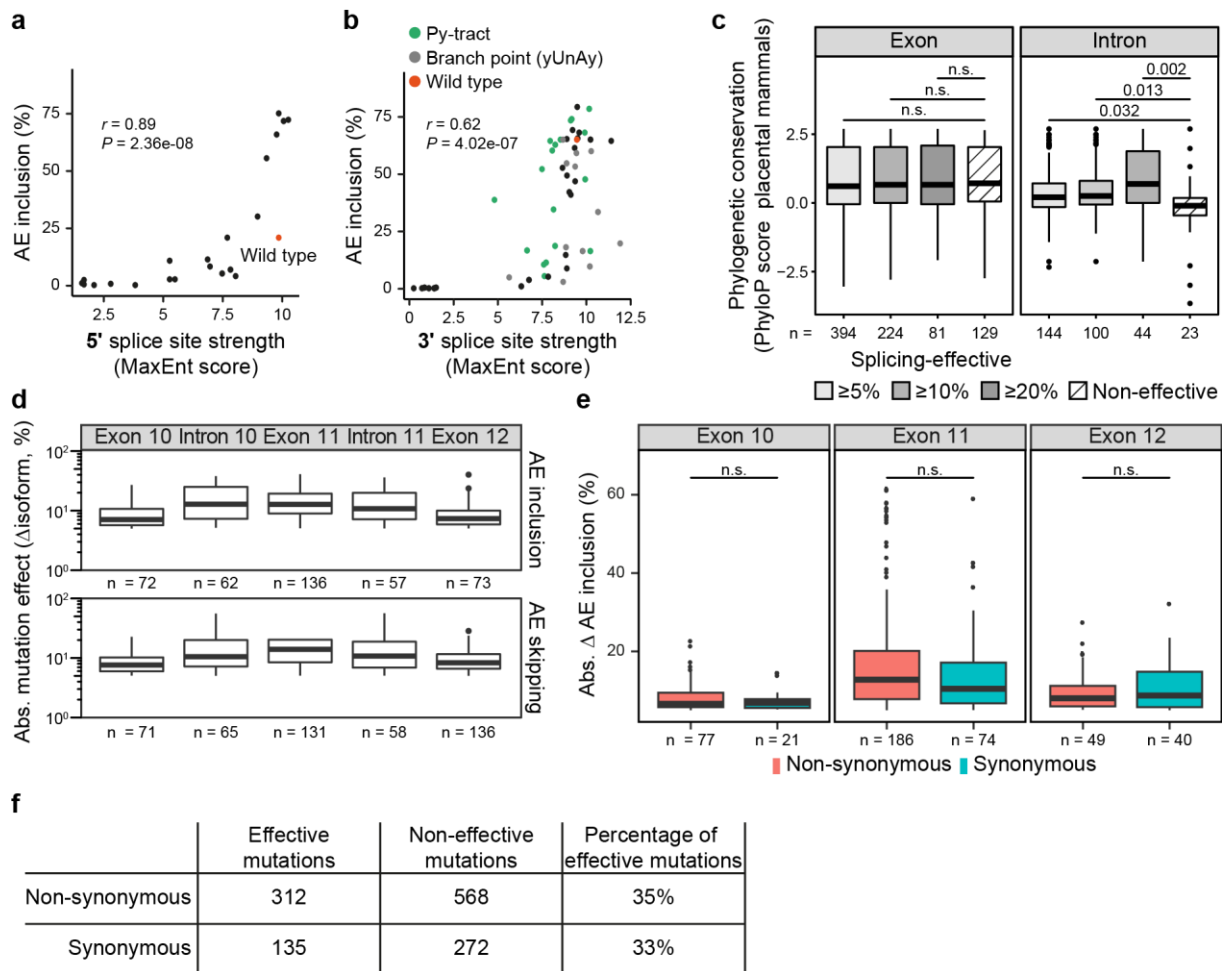 a
AE inclusion (%)
75
50
25
0
r = 0.89
P = 2.36e-08
Wild type
2.5 5 7.5 10
5' splice site strength
(MaxEnt score)
b
Py-tract
Branch point (yUnAy)
Wild type
AE inclusion (%)
75
50
25
0
r = 0.62
P = 4.02e-07
0 2.5 5 7.5 10 12.5
3' splice site strength
(MaxEnt score)
c
Phylogenetic conservation
(PhyloP score placental mammals)
Exon Intron
2.5
0.0
−2.5
n.s.
n.s.
n.s.
0.002
0.013
0.032
n = 394 224 81 129 144 100 44 23
Splicing-effective
≥5% ≥10% ≥20% Non-effective
d
Abs. mutation effect (Δisoform, %)
Exon 10 Intron 10 Exon 11 Intron 11 Exon 12
10²
10¹
10⁰
AE inclusion
n = 72 n = 62 n = 136 n = 57 n = 73
10²
10¹
10⁰
AE skipping
n = 71 n = 65 n = 131 n = 58 n = 136
e
Abs. Δ AE inclusion (%)
Exon 10 Exon 11 Exon 12
n.s. n.s. n.s.
60
40
20
n = 77 n = 21 n = 186 n = 74 n = 49 n = 40
Non-synonymous Synonymous
f
Effective mutations Non-effective mutations Percentage of effective mutations
Non-synonymous 312 568 35%
Synonymous 135 272 33%